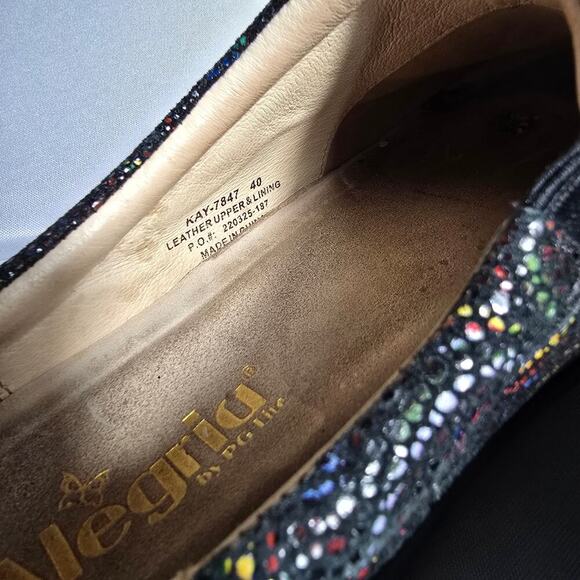 KAY-7847 40
LEATHER UPPER & LINING
P.O.#: 220325-187
MADE IN CHINA
Alegria®
by PG Lite